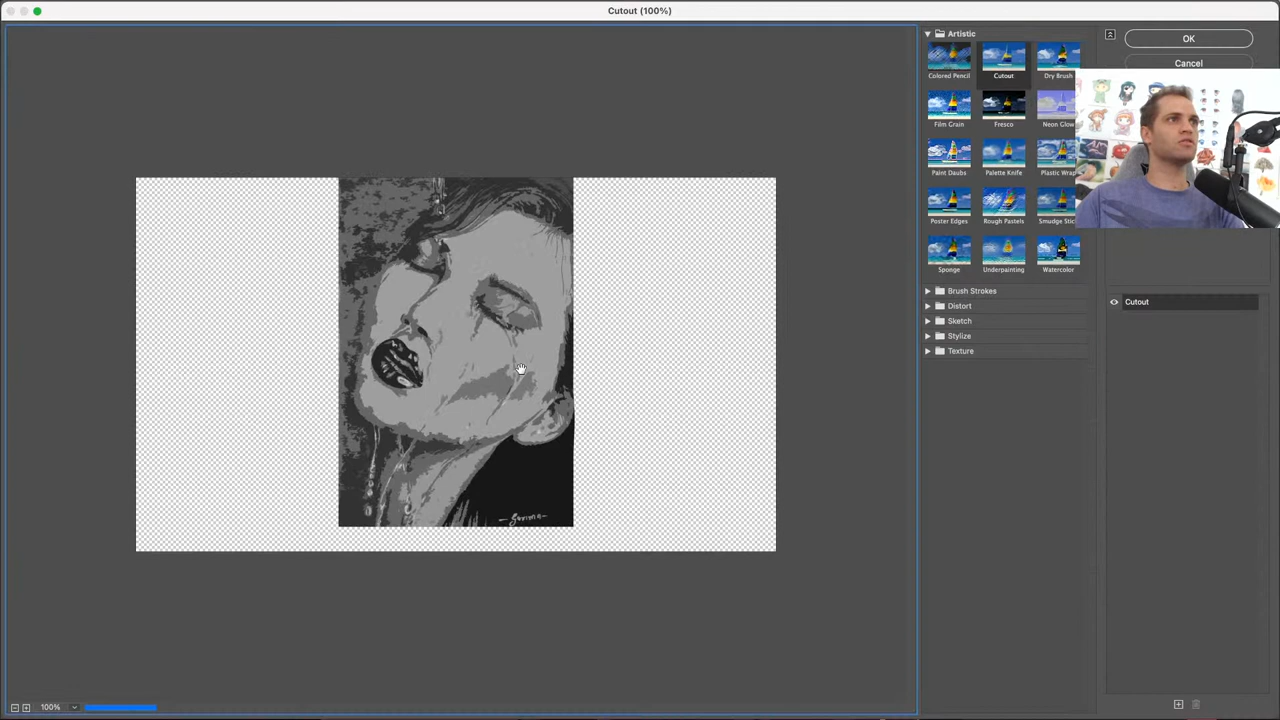 Cutout (100%)
Artistic
OK
Colored Pencil
Cutout
Dry Brush
Cancel
Film Grain
Fresco
Neon Glow
Paint Daubs
Palette Knife
Plastic Wrap
Poster Edges
Rough Pastels
Smudge Stic
Sponge
Underpainting
Watercolor
Brush Strokes
Cutout
Distort
Sketch
Stylize
Texture
100%